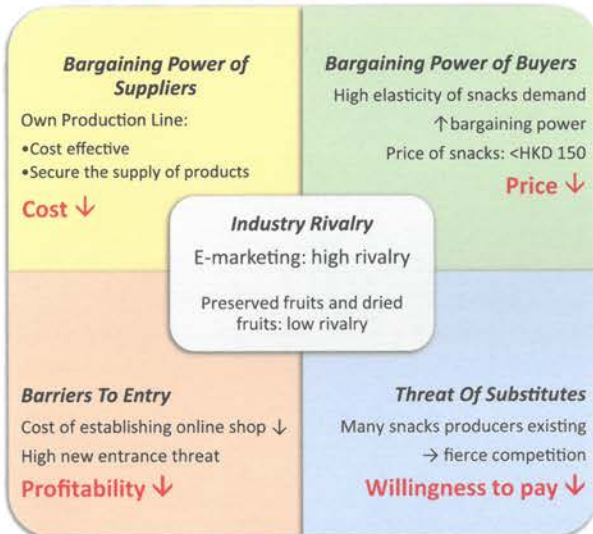 Bargaining Power of
Suppliers
Own Production Line:
•Cost effective
•Secure the supply of products
Cost ↓
Bargaining Power of Buyers
High elasticity of snacks demand
↑bargaining power
Price of snacks: <HKD 150
Price ↓
Industry Rivalry
E-marketing: high rivalry
Preserved fruits and dried
fruits: low rivalry
Barriers To Entry
Cost of establishing online shop ↓
High new entrance threat
Profitability ↓
Threat Of Substitutes
Many snacks producers existing
→ fierce competition
Willingness to pay ↓